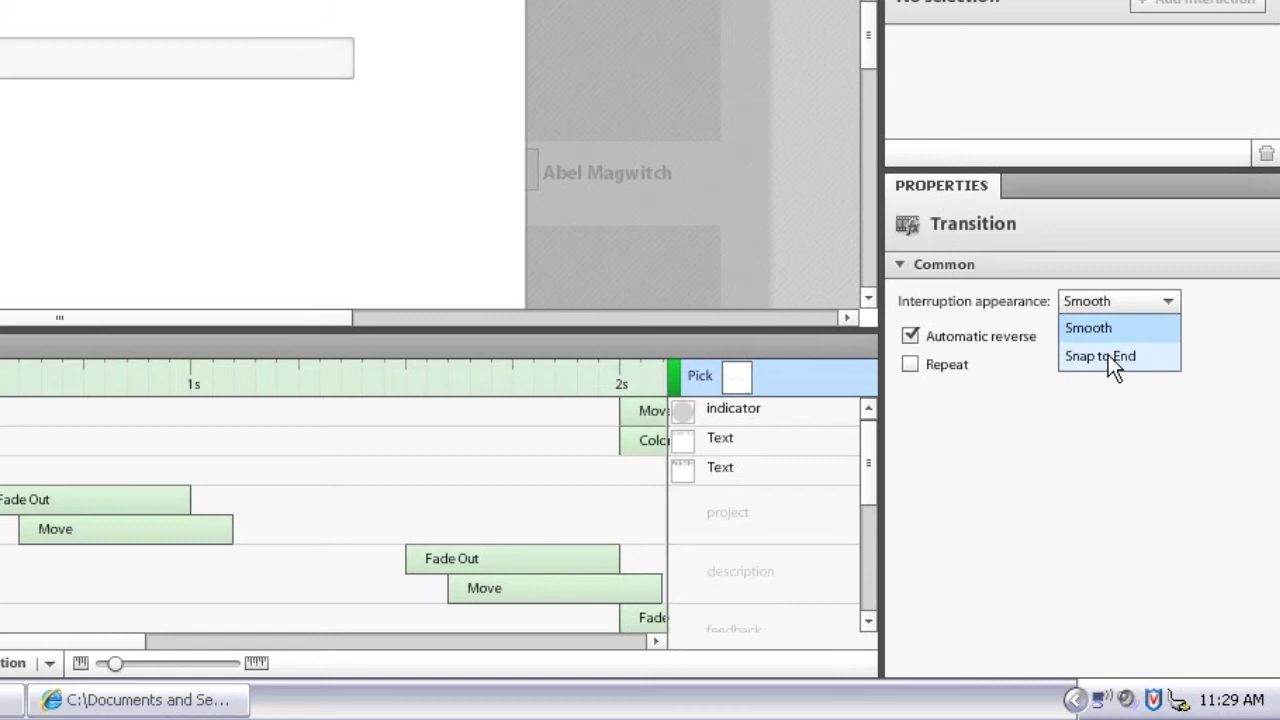 No selection
+ Add Interaction
Abel Magwitch
PROPERTIES
Transition
Common
Interruption appearance: Smooth
Smooth
Snap to End
Automatic reverse
Repeat
1s
2s
Pick
Move
indicator
Color
Text
Text
Fade Out
Move
project
Fade Out
description
Move
Fade
feedback
tion
C:\Documents and Se...
11:29 AM